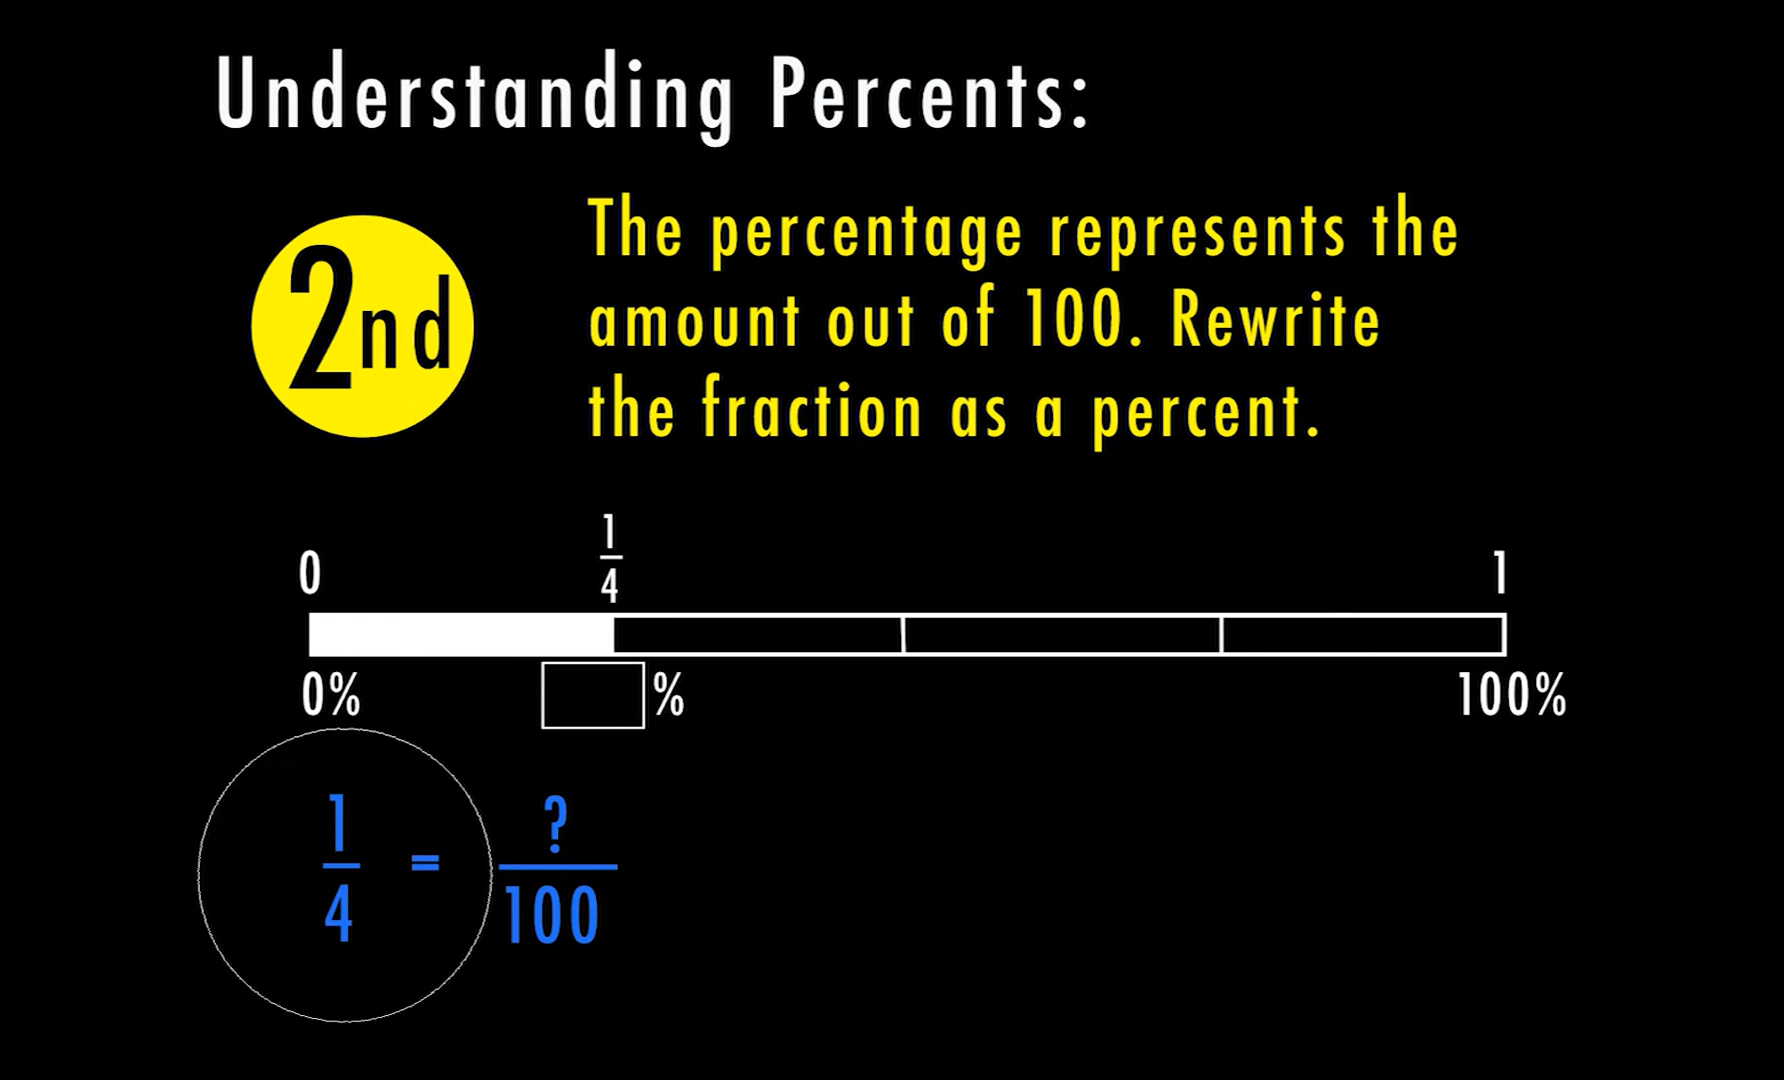 Understanding Percents:
2nd
The percentage represents the
amount out of 100. Rewrite
the fraction as a percent.
0 1/4 1
0% % 100%
1/4 = ?/100